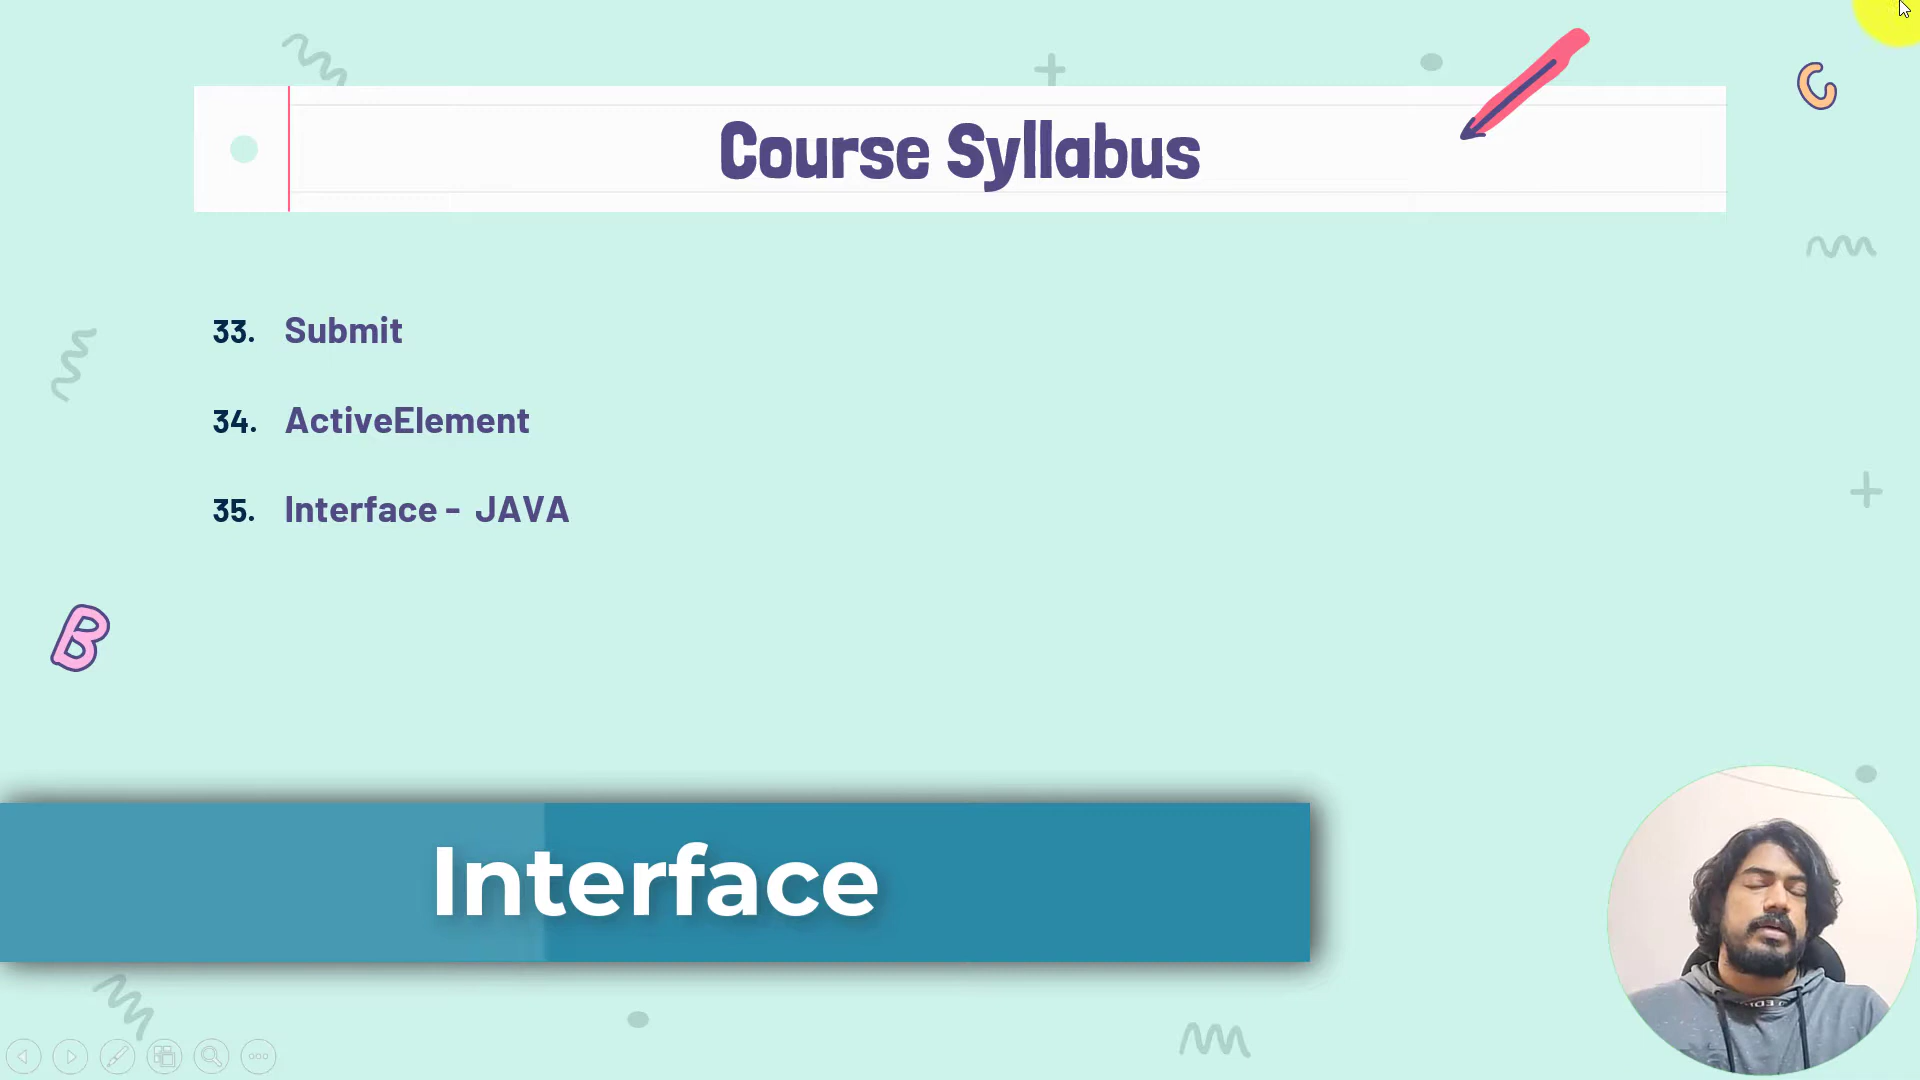 C
Course Syllabus
33. Submit
34. ActiveElement
35. Interface - JAVA
B
Interface